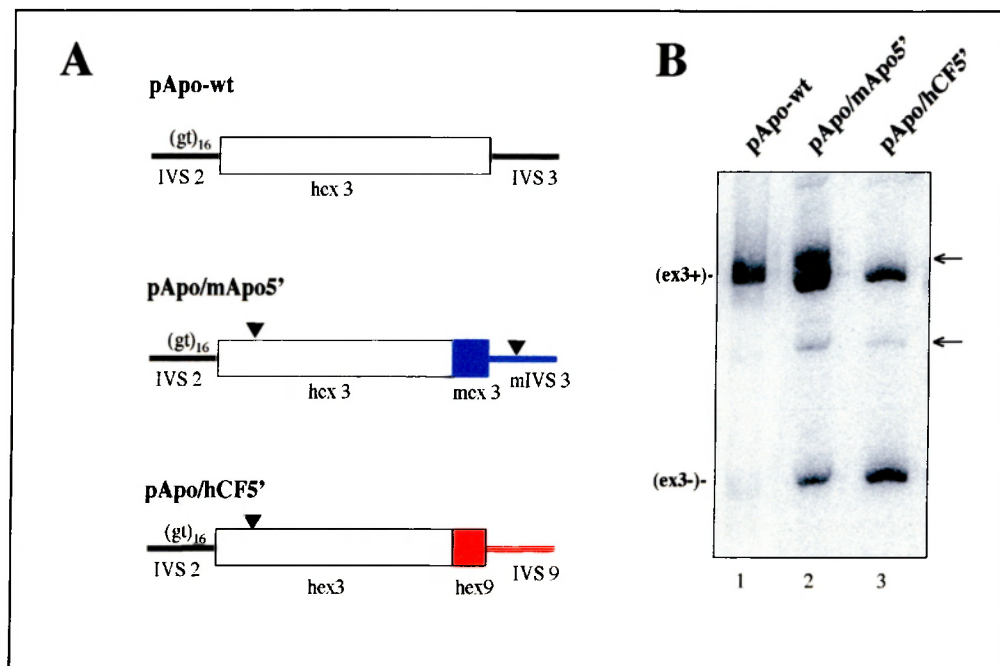 A
pApo-wt
(gt)16
IVS 2
hex 3
IVS 3
pApo/mApo5'
(gt)16
IVS 2
hex 3
mex 3
mIVS 3
pApo/hCF5'
(gt)16
IVS 2
hex3
hex9
IVS 9
B
pApo-wt
pApo/mApo5'
pApo/hCF5'
(ex3+)-
(ex3-)-
1 2 3